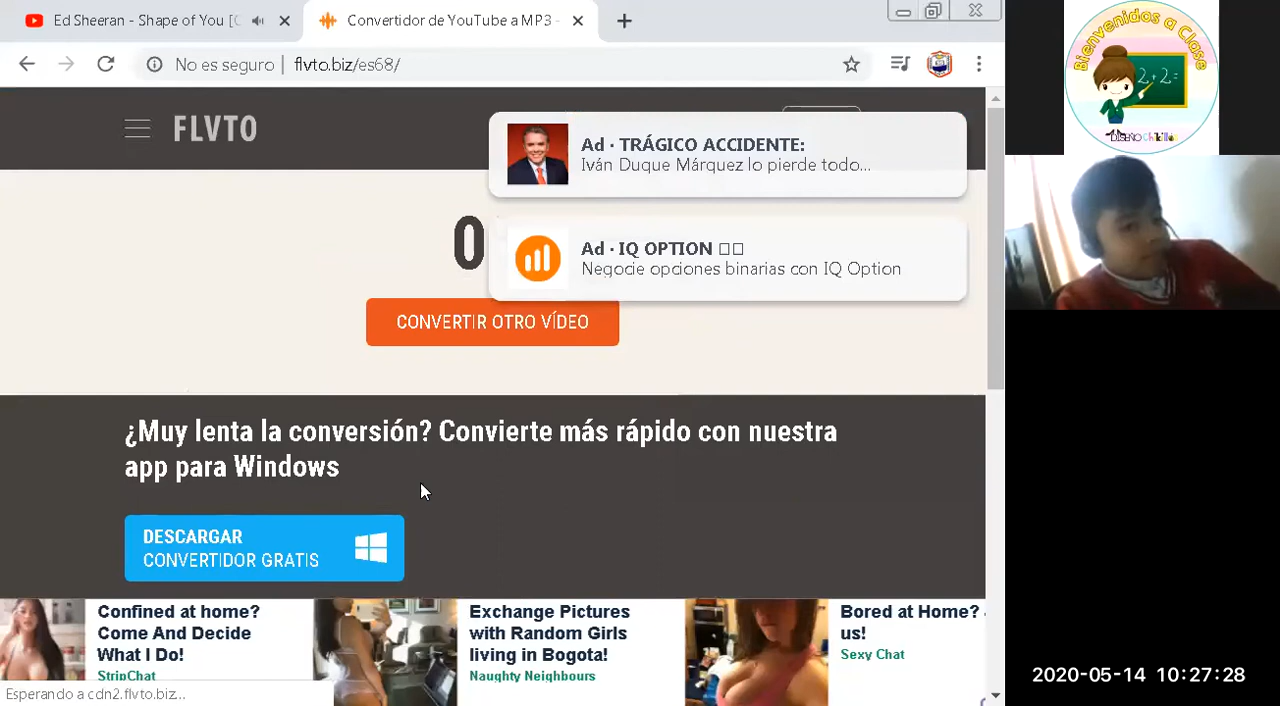 Ed Sheeran - Shape of You [C
Convertidor de YouTube a MP3 -
No es seguro | flvto.biz/es68/
FLVTO
Ad · TRÁGICO ACCIDENTE:
Iván Duque Márquez lo pierde todo...
0
Ad · IQ OPTION
Negocie opciones binarias con IQ Option
CONVERTIR OTRO VÍDEO
¿Muy lenta la conversión? Convierte más rápido con nuestra
app para Windows
DESCARGAR
CONVERTIDOR GRATIS
Confined at home?
Come And Decide
What I Do!
StripChat
Exchange Pictures
with Random Girls
living in Bogota!
Naughty Neighbours
Bored at Home?
us!
Sexy Chat
Esperando a cdn2.flvto.biz...
Bienvenidos a Clase
2+2=
2020-05-14 10:27:28